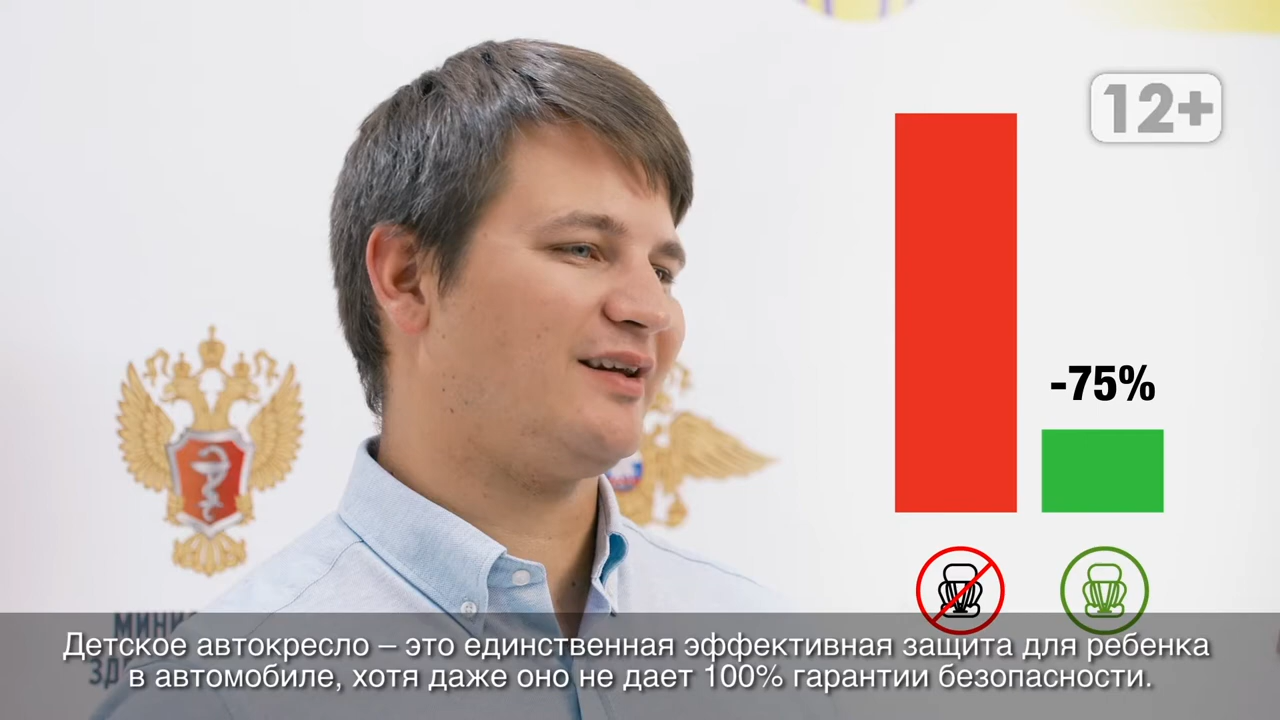 12+
-75%
Детское автокресло – это единственная эффективная защита для ребенка
в автомобиле, хотя даже оно не дает 100% гарантии безопасности.